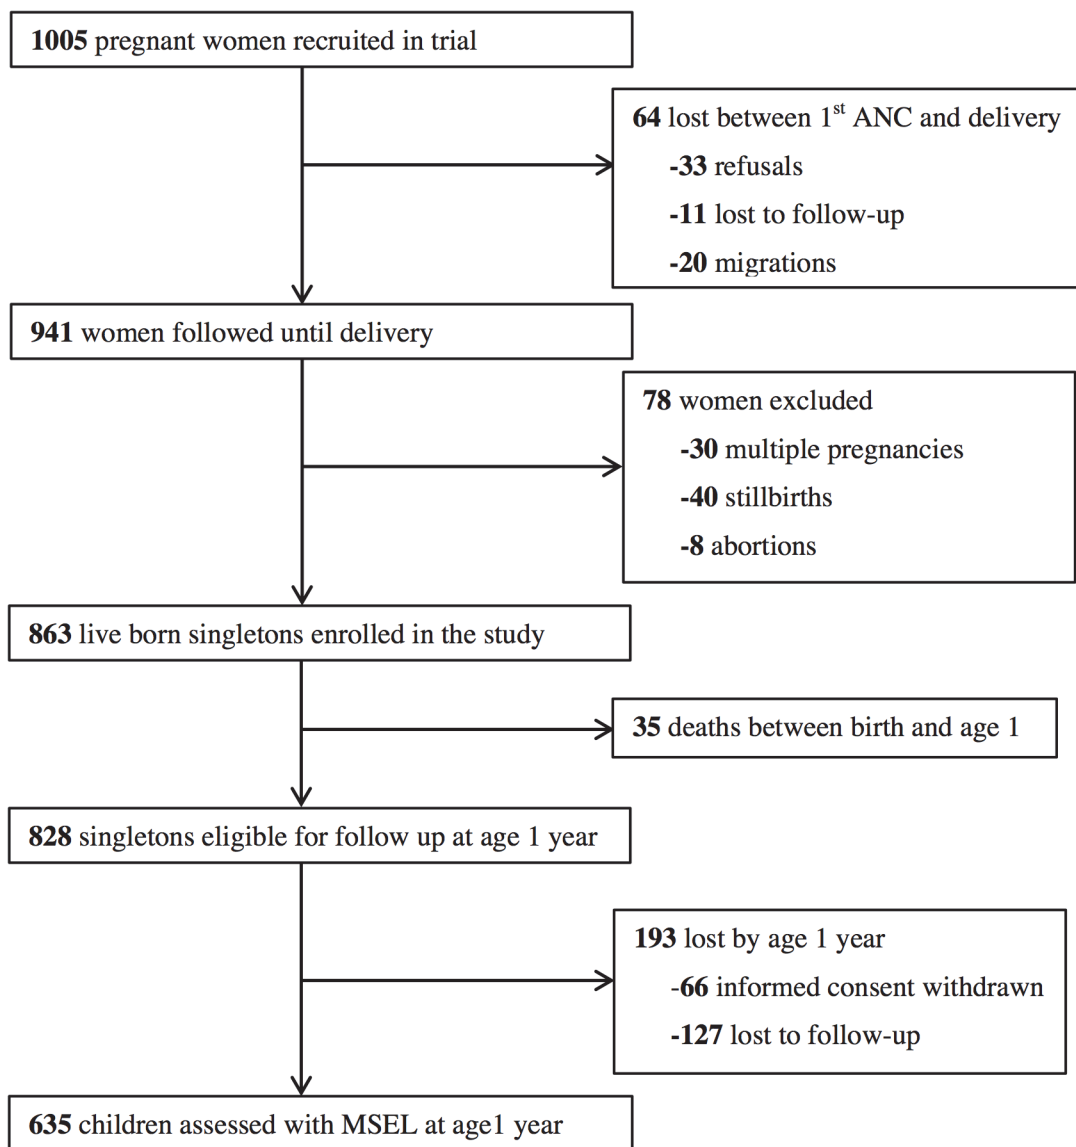 1005 pregnant women recruited in trial
64 lost between 1st ANC and delivery
-33 refusals
-11 lost to follow-up
-20 migrations
941 women followed until delivery
78 women excluded
-30 multiple pregnancies
-40 stillbirths
-8 abortions
863 live born singletons enrolled in the study
35 deaths between birth and age 1
828 singletons eligible for follow up at age 1 year
193 lost by age 1 year
-66 informed consent withdrawn
-127 lost to follow-up
635 children assessed with MSEL at age1 year